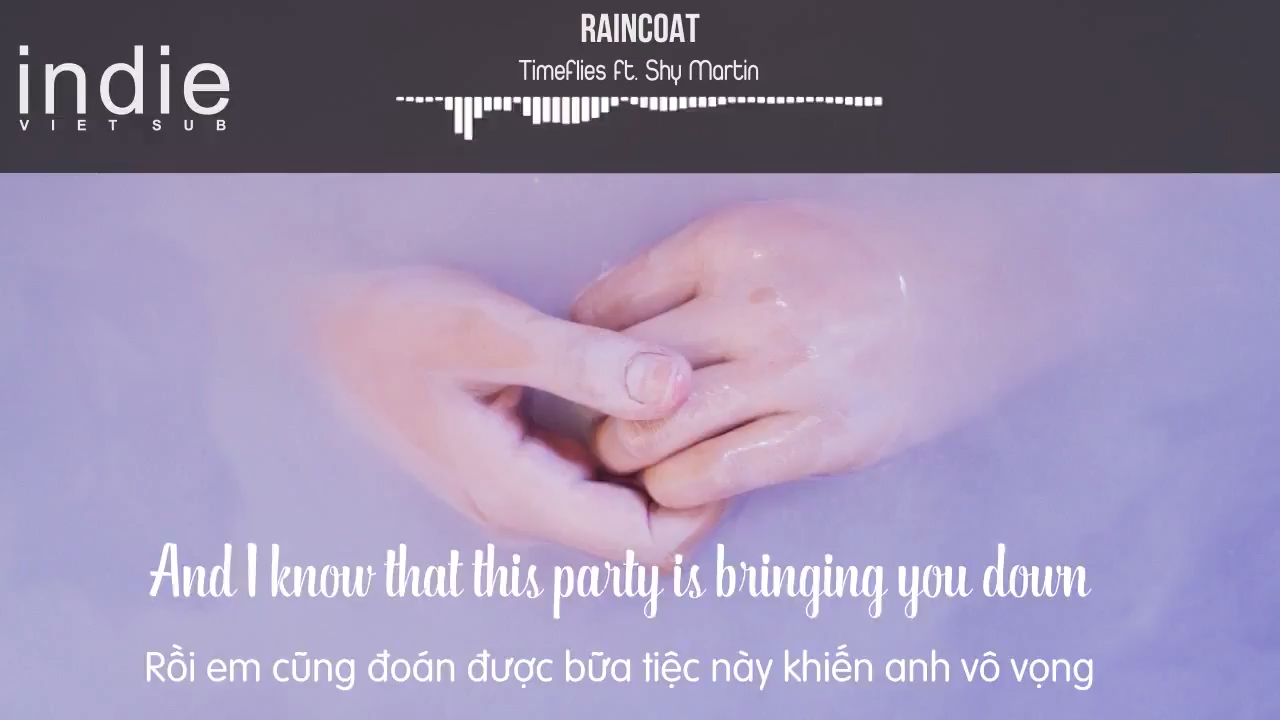 RAINCOAT
Timeflies ft. Shy Martin
indie
VIET SUB
And I know that this party is bringing you down
Rồi em cũng đoán được bữa tiệc này khiến anh vô vọng